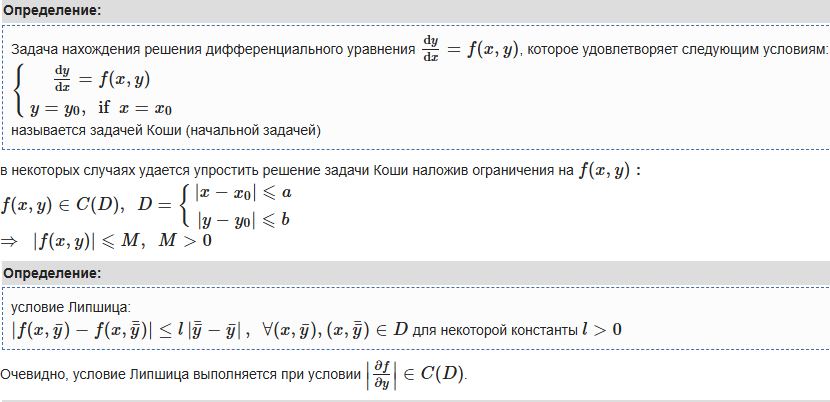 Определение:
Задача нахождения решения дифференциального уравнения $\frac{\mathrm{d}y}{\mathrm{d}x} = f(x, y)$, которое удовлетворяет следующим условиям:
$\begin{cases} \frac{\mathrm{d}y}{\mathrm{d}x} = f(x, y) \\ y = y_0, \text{ if } x = x_0 \end{cases}$
называется задачей Коши (начальной задачей)
в некоторых случаях удается упростить решение задачи Коши наложив ограничения на $f(x, y)$ :
$f(x, y) \in C(D), \ D = \begin{cases} |x - x_0| \leqslant a \\ |y - y_0| \leqslant b \end{cases}$
$\Rightarrow \ |f(x, y)| \leqslant M, \ M > 0$
Определение:
условие Липшица:
$|f(x, \bar{y}) - f(x, \bar{\bar{y}})| \leq l \, |\bar{\bar{y}} - \bar{y}| \, , \ \forall (x, \bar{y}), (x, \bar{\bar{y}}) \in D$ для некоторой константы $l > 0$
Очевидно, условие Липшица выполняется при условии $\left| \frac{\partial f}{\partial y} \right| \in C(D)$.